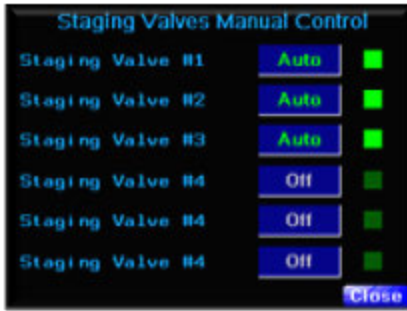 Staging Valves Manual Control
Staging Valve #1 Auto
Staging Valve #2 Auto
Staging Valve #3 Auto
Staging Valve #4 Off
Staging Valve #4 Off
Staging Valve #4 Off
Close